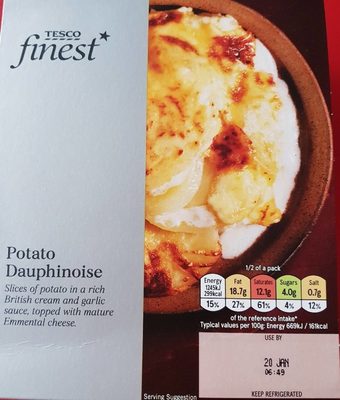 TESCO
finest*
Potato
Dauphinoise
Slices of potato in a rich
British cream and garlic
sauce, topped with mature
Emmental cheese.
1/2 of a pack
Energy Fat Saturates Sugars Salt
1245kJ 18.7g 12.1g 4.0g 0.7g
299kcal
15% 27% 61% 4% 12%
of the reference intake*
Typical values per 100g: Energy 669kJ / 161kcal
USE BY
20 JAN
06:49
Serving Suggestion
KEEP REFRIGERATED